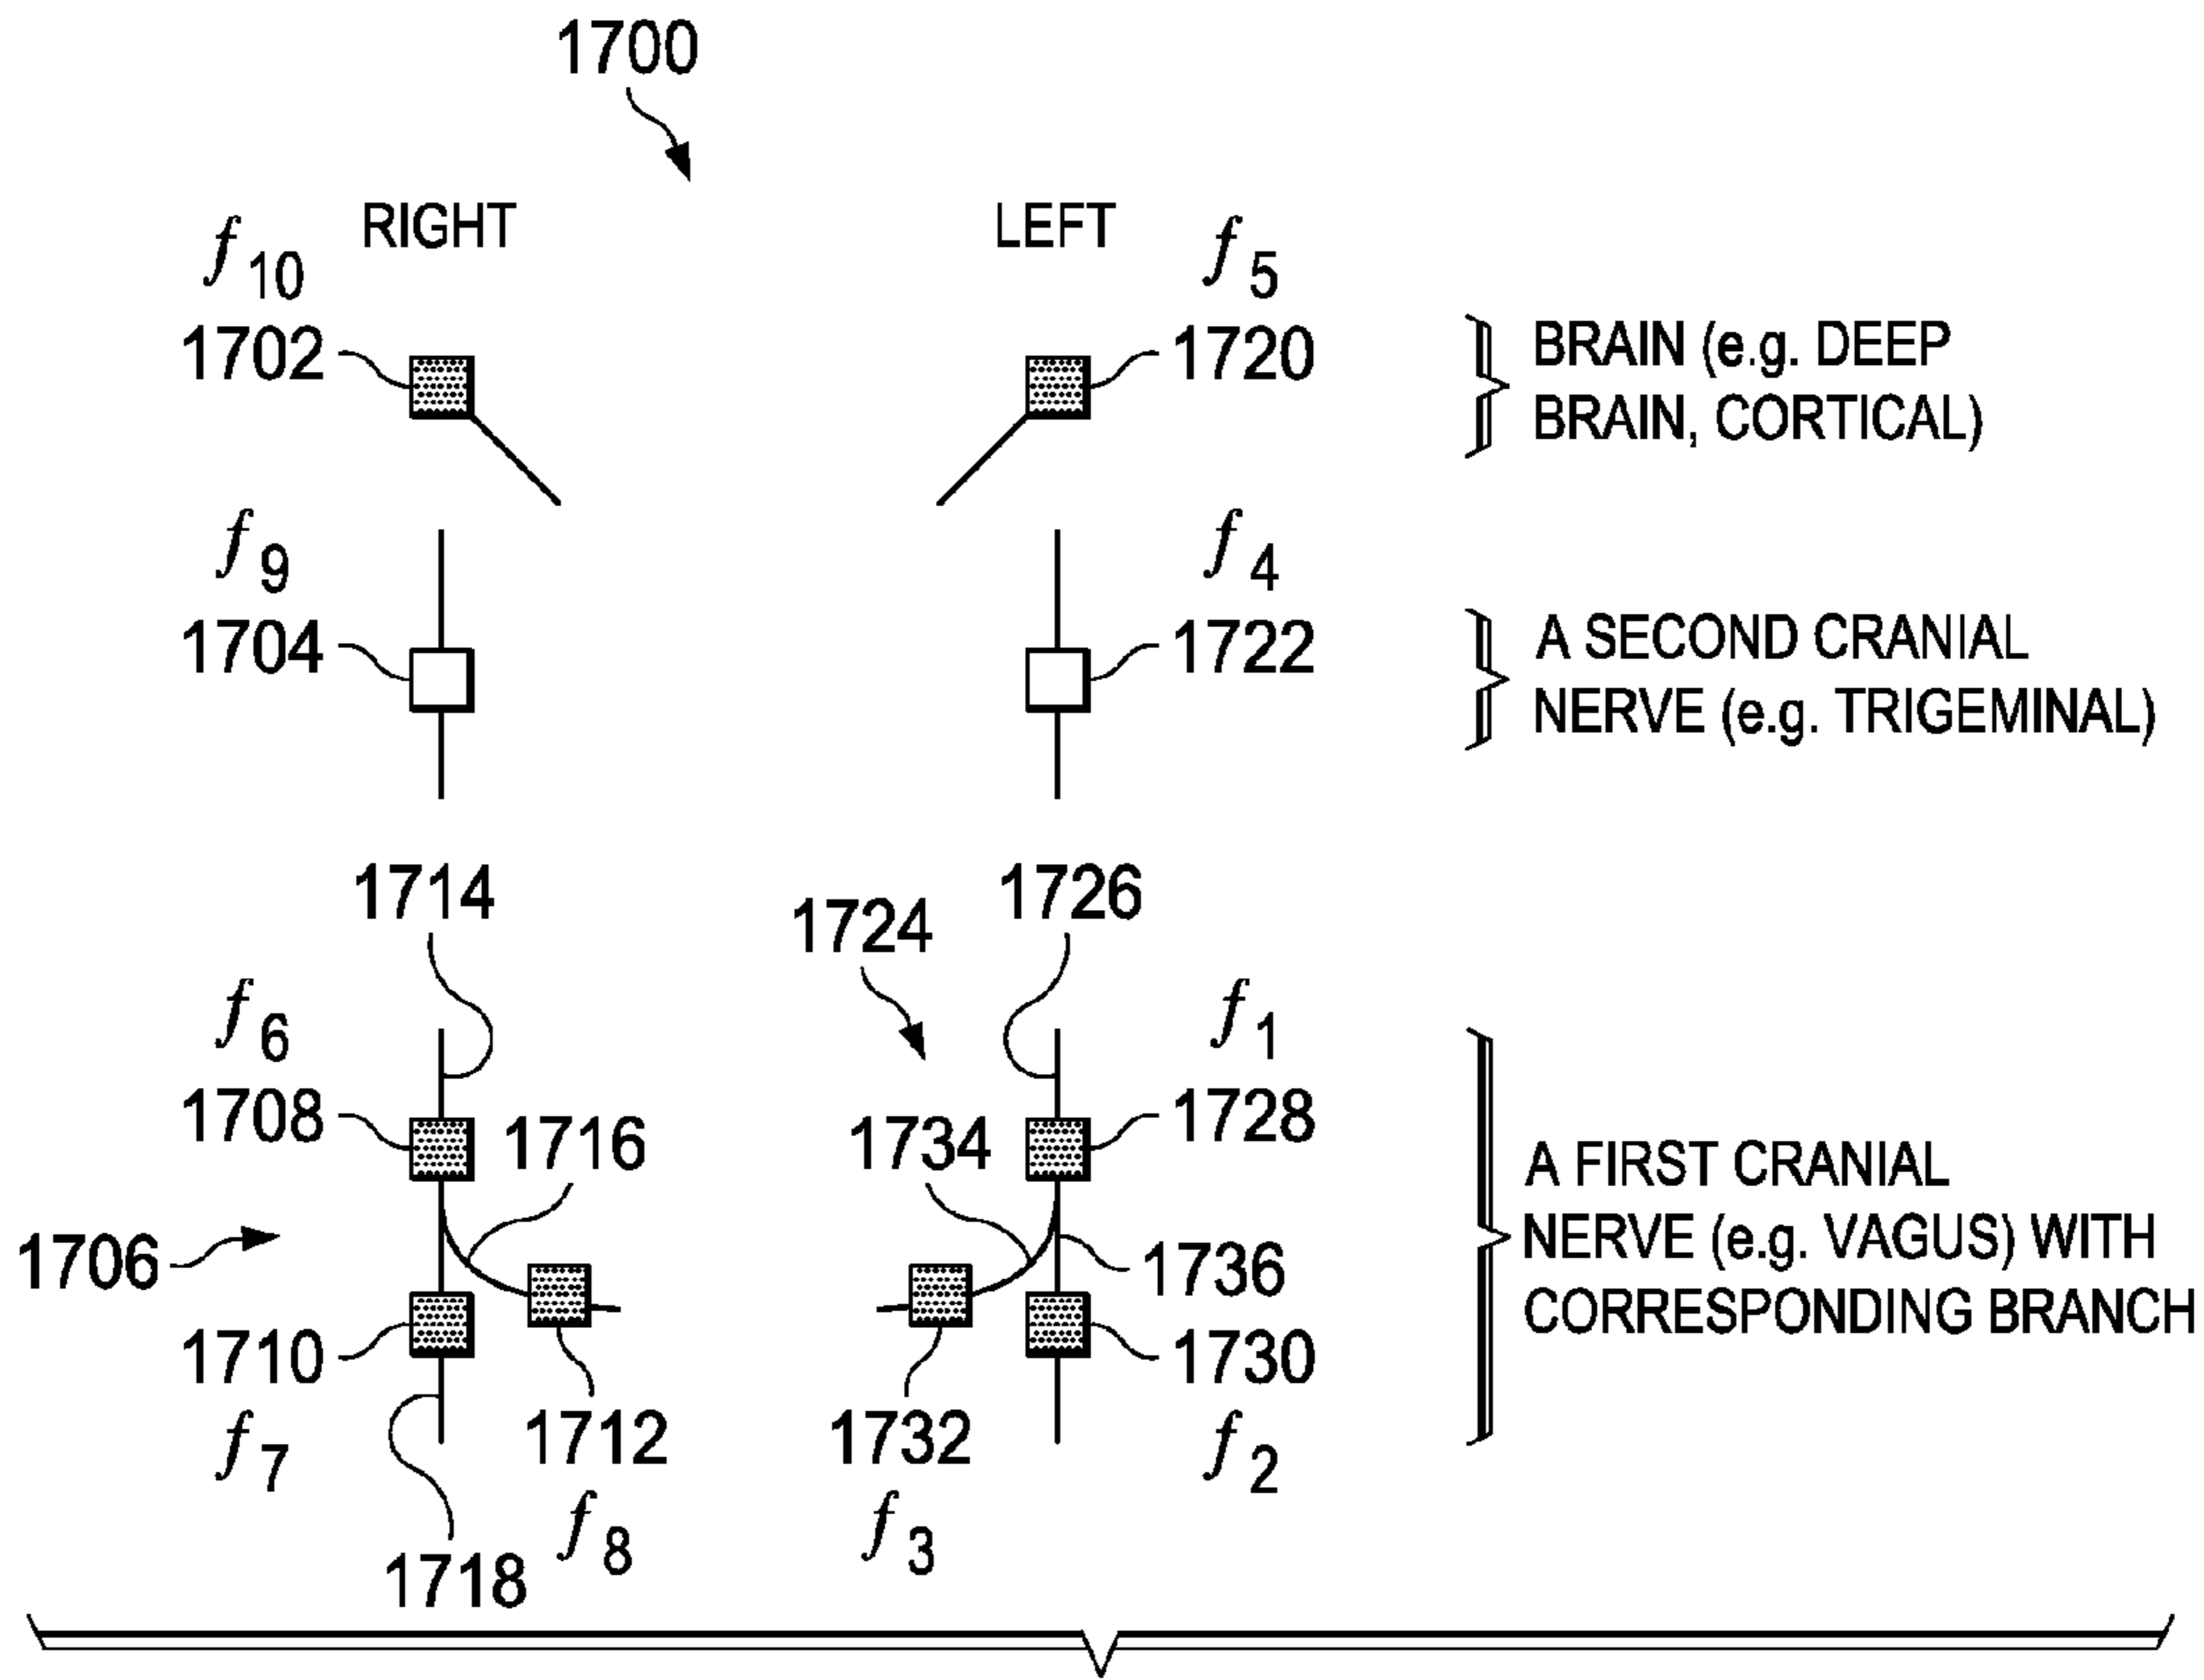 1700
RIGHT
LEFT
f10
f5
1702
1720
BRAIN (e.g. DEEP
BRAIN, CORTICAL)
f9
f4
1704
1722
A SECOND CRANIAL
NERVE (e.g. TRIGEMINAL)
1714
1724
1726
f6
f1
1708
1716
1734
1728
A FIRST CRANIAL
NERVE (e.g. VAGUS) WITH
CORRESPONDING BRANCH
1706
1736
1710
1730
f7
1712
1732
f2
f8
f3
1718